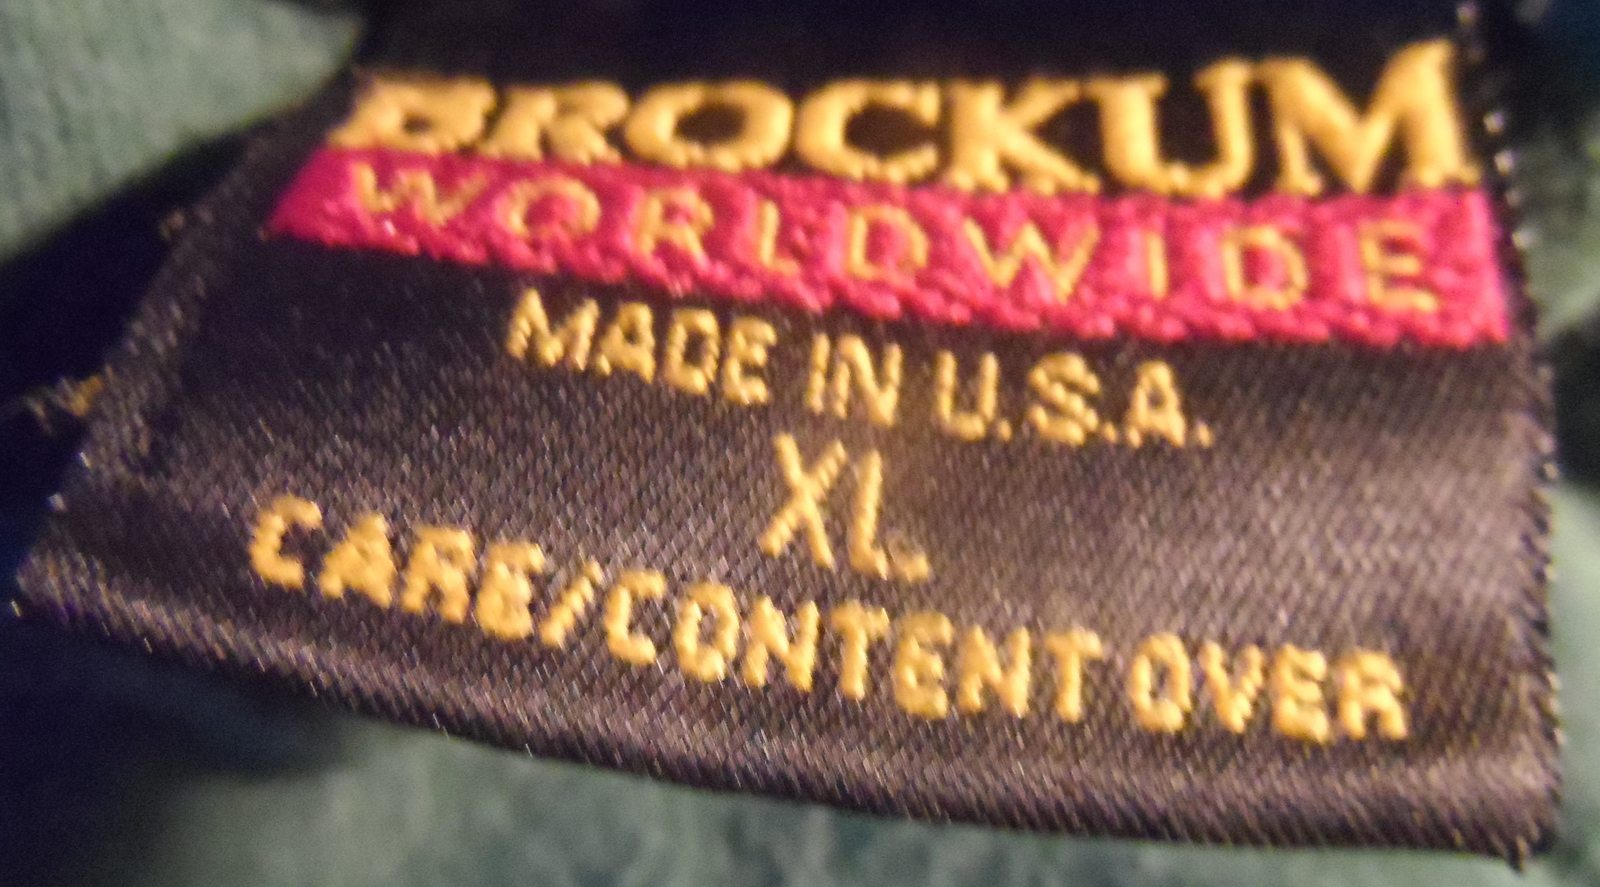 BROCKUM
WORLDWIDE
MADE IN U.S.A.
XL
CARE/CONTENT OVER